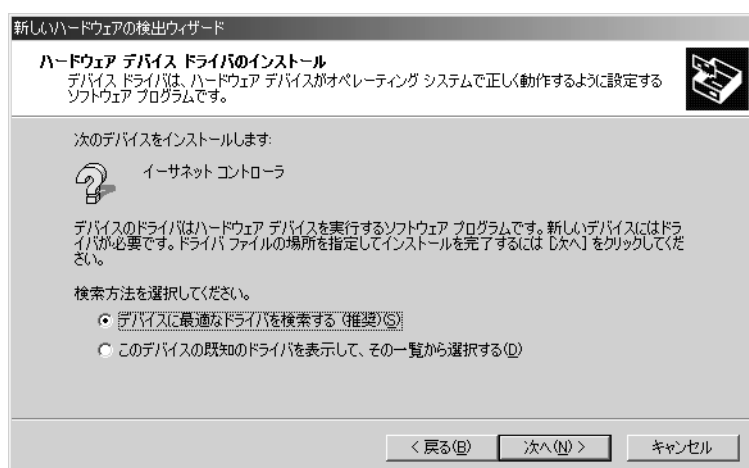 新しいハードウェアの検出ウィザード
ハードウェア デバイス ドライバのインストール
デバイス ドライバは、ハードウェア デバイスがオペレーティング システムで正しく動作するように設定する
ソフトウェア プログラムです。
次のデバイスをインストールします:
イーサネット コントローラ
デバイスのドライバはハードウェア デバイスを実行するソフトウェア プログラムです。新しいデバイスにはドラ
イバが必要です。ドライバ ファイルの場所を指定してインストールを完了するには [次へ] をクリックしてくだ
さい。
検索方法を選択してください。
デバイスに最適なドライバを検索する (推奨)(S)
このデバイスの既知のドライバを表示して、その一覧から選択する(D)
< 戻る(B) 次へ(N) > キャンセル